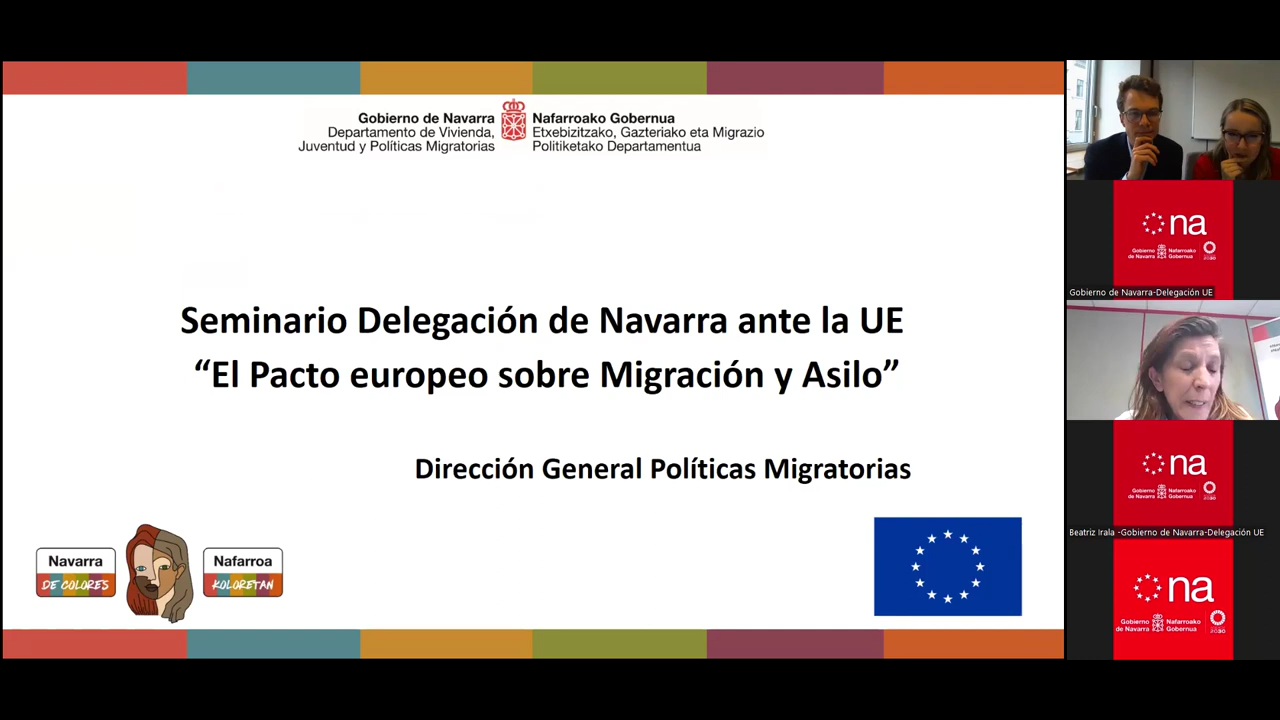 Gobierno de Navarra
Departamento de Vivienda,
Juventud y Políticas Migratorias
Nafarroako Gobernua
Etxebizitzako, Gazteriako eta Migrazio
Politiketako Departamentua
Seminario Delegación de Navarra ante la UE
“El Pacto europeo sobre Migración y Asilo”
Dirección General Políticas Migratorias
Navarra
DE COLORES
Nafarroa
KOLORETAN
na
Gobierno de Navarra
Nafarroako Gobernua
Gobierno de Navarra-Delegación UE
na
Gobierno de Navarra
Nafarroako Gobernua
Beatriz Irala -Gobierno de Navarra-Delegación UE
na
Gobierno de Navarra
Nafarroako Gobernua
2030